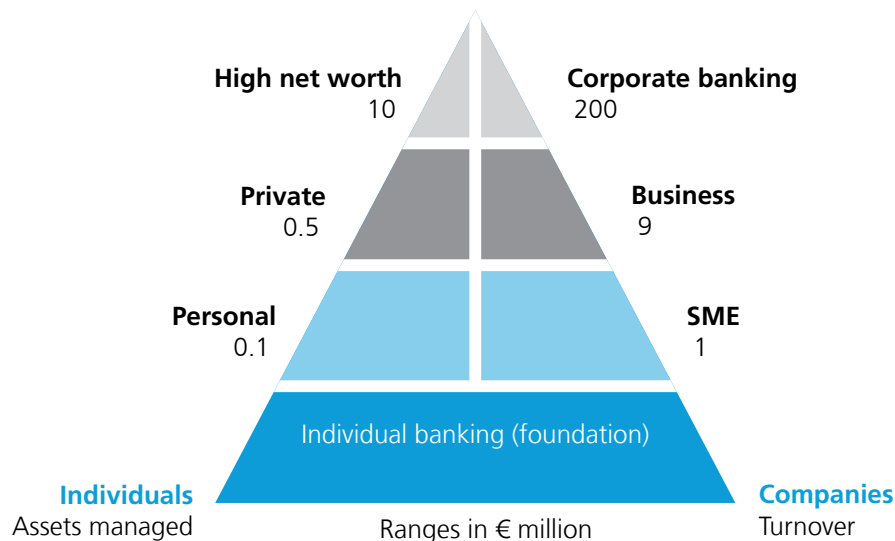 High net worth
10
Corporate banking
200
Private
0.5
Business
9
Personal
0.1
SME
1
Individual banking (foundation)
Individuals
Assets managed
Ranges in € million
Companies
Turnover